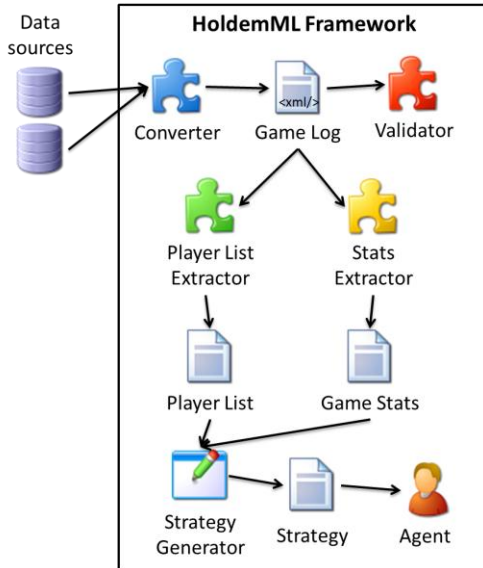 Data
sources
HoldemML Framework
<xml/>
Converter
Game Log
Validator
Player List
Extractor
Stats
Extractor
Player List
Game Stats
Strategy
Generator
Strategy
Agent